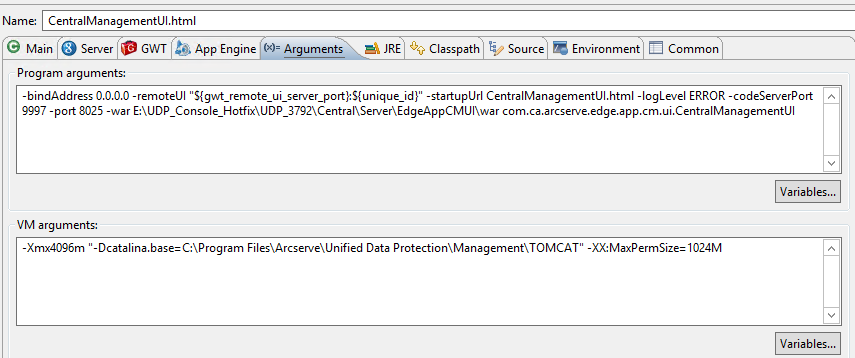 Name: CentralManagementUI.html
Main Server GWT App Engine (x)= Arguments JRE Classpath Source Environment Common
Program arguments:
-bindAddress 0.0.0.0 -remoteUI "${gwt_remote_ui_server_port}:${unique_id}" -startupUrl CentralManagementUI.html -logLevel ERROR -codeServerPort
9997 -port 8025 -war E:\UDP_Console_Hotfix\UDP_3792\Central\Server\EdgeAppCMUI\war com.ca.arcserve.edge.app.cm.ui.CentralManagementUI
Variables...
VM arguments:
-Xmx4096m "-Dcatalina.base=C:\Program Files\Arcserve\Unified Data Protection\Management\TOMCAT" -XX:MaxPermSize=1024M
Variables...